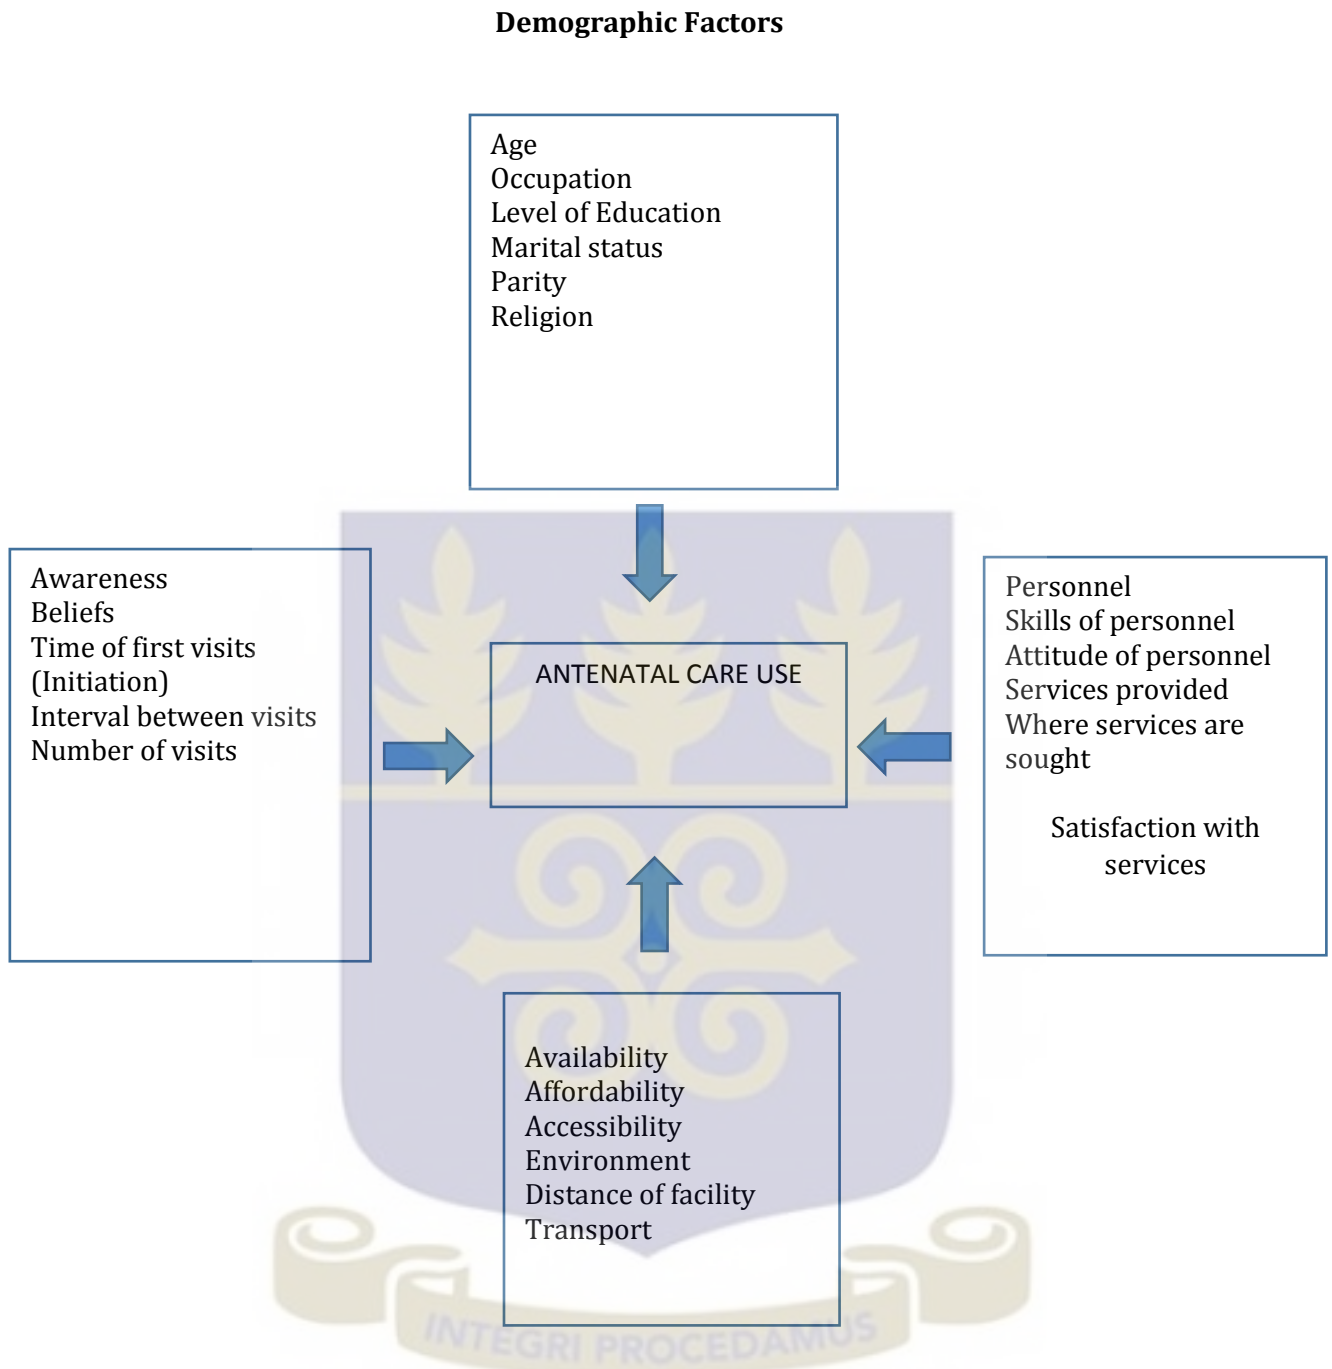 Demographic Factors
Age
Occupation
Level of Education
Marital status
Parity
Religion
Awareness
Beliefs
Time of first visits
(Initiation)
Interval between visits
Number of visits
ANTENATAL CARE USE
Personnel
Skills of personnel
Attitude of personnel
Services provided
Where services are
sought
Satisfaction with
services
Availability
Affordability
Accessibility
Environment
Distance of facility
Transport
INTEGRI PROCEDAMUS